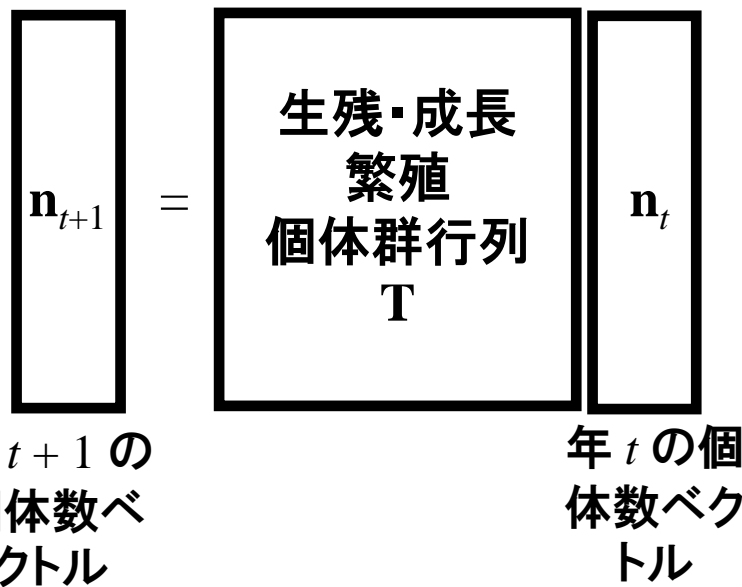 生残・成長
繁殖
個体群行列
T
n_{t+1} =
n_t
t + 1 の
体数ベ
クトル
年 t の個
体数ベク
トル